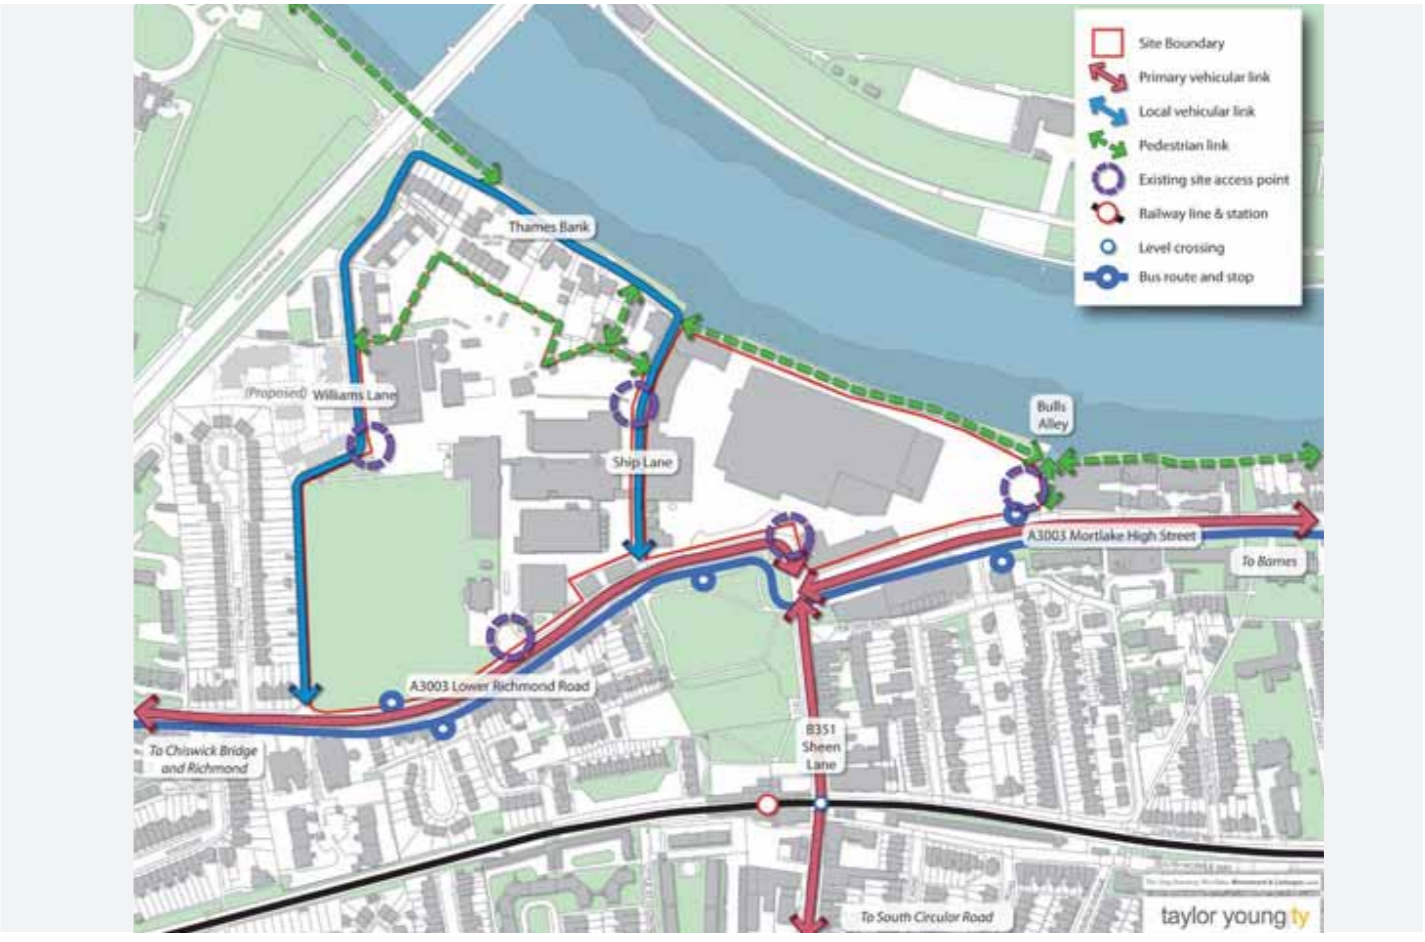 Site Boundary
Primary vehicular link
Local vehicular link
Pedestrian link
Existing site access point
Railway line & station
Level crossing
Bus route and stop
Thames Bank
(Proposed) Williams Lane
Bulls
Alley
Ship Lane
A3003 Mortlake High Street
To Barnes
A3003 Lower Richmond Road
To Chiswick Bridge
and Richmond
B351
Sheen
Lane
To South Circular Road
taylor young ty